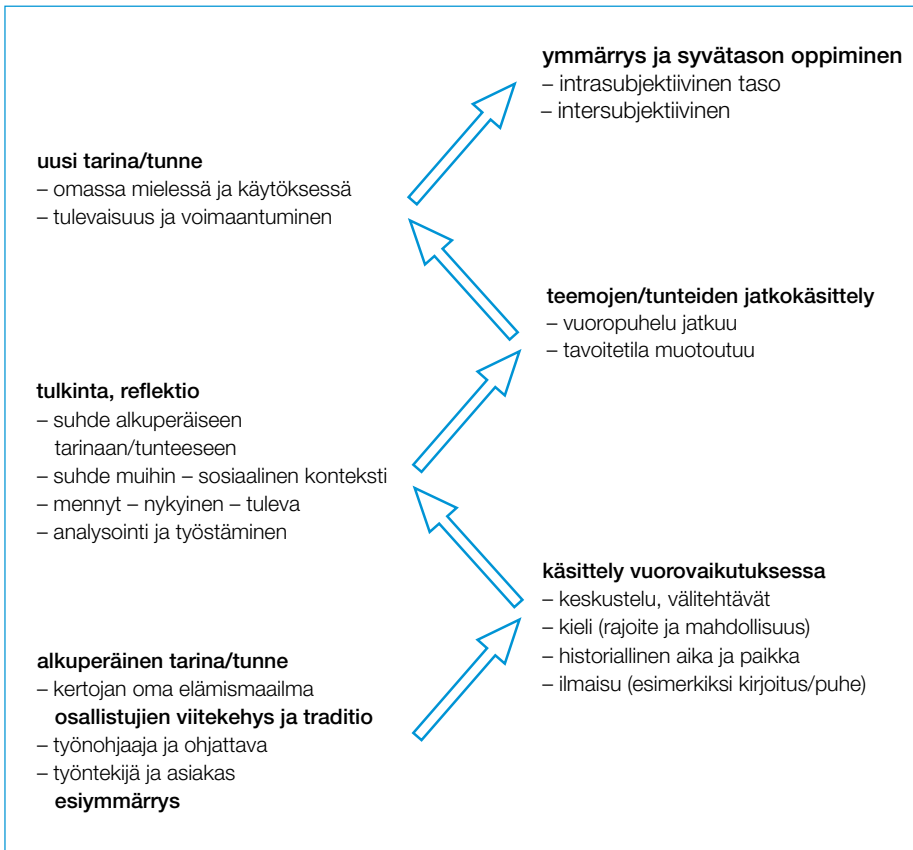 ymmärrys ja syvätason oppiminen
– intrasubjektiivinen taso
– intersubjektiivinen
uusi tarina/tunne
– omassa mielessä ja käytöksessä
– tulevaisuus ja voimaantuminen
teemojen/tunteiden jatkokäsittely
– vuoropuhelu jatkuu
– tavoitetila muotoutuu
tulkinta, reflektio
– suhde alkuperäiseen
tarinaan/tunteeseen
– suhde muihin – sosiaalinen konteksti
– mennyt – nykyinen – tuleva
– analysointi ja työstäminen
käsittely vuorovaikutuksessa
– keskustelu, välitehtävät
– kieli (rajoite ja mahdollisuus)
– historiallinen aika ja paikka
– ilmaisu (esimerkiksi kirjoitus/puhe)
alkuperäinen tarina/tunne
– kertojan oma elämismaailma
osallistujien viitekehys ja traditio
– työnohjaaja ja ohjattava
– työntekijä ja asiakas
esiymmärrys